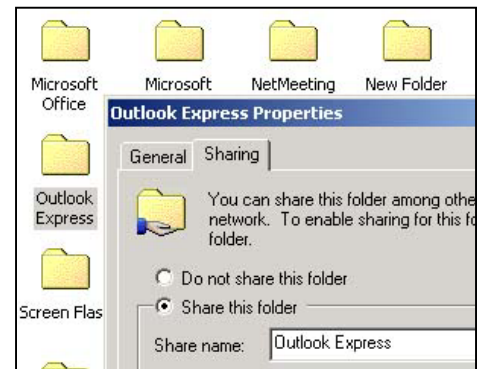 Microsoft Office
Microsoft
NetMeeting
New Folder
Outlook Express Properties
General
Sharing
Outlook Express
You can share this folder among othe
network. To enable sharing for this fo
folder.
Do not share this folder
Share this folder
Screen Flas
Share name:
Outlook Express